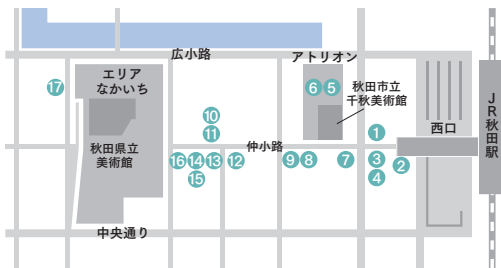 広小路
アトリオン
エリア
なかいち
17
6 5
秋田市立
千秋美術館
10
11
1
西口
JR秋田駅
秋田県立
美術館
仲小路
16 14 13 12
9 8
7
3
2
15
4
中央通り